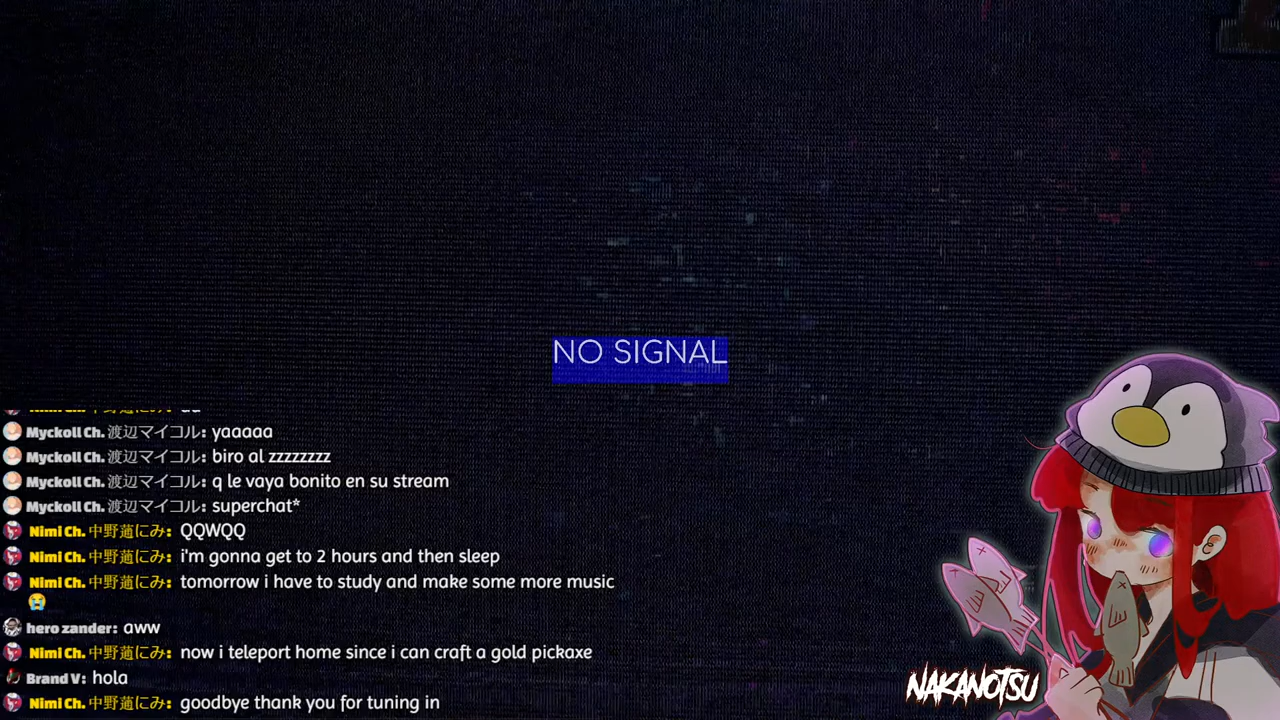 NO SIGNAL
Myckoll Ch. 渡辺マイコル: yaaaaa
Myckoll Ch. 渡辺マイコル: biro al zzzzzzzz
Myckoll Ch. 渡辺マイコル: q le vaya bonito en su stream
Myckoll Ch. 渡辺マイコル: superchat*
Nimi Ch. 中野蓮にみ: QQWQQ
Nimi Ch. 中野蓮にみ: i'm gonna get to 2 hours and then sleep
Nimi Ch. 中野蓮にみ: tomorrow i have to study and make some more music
😭
hero zander: aww
Nimi Ch. 中野蓮にみ: now i teleport home since i can craft a gold pickaxe
Brand V: hola
Nimi Ch. 中野蓮にみ: goodbye thank you for tuning in
NAKANOTSU